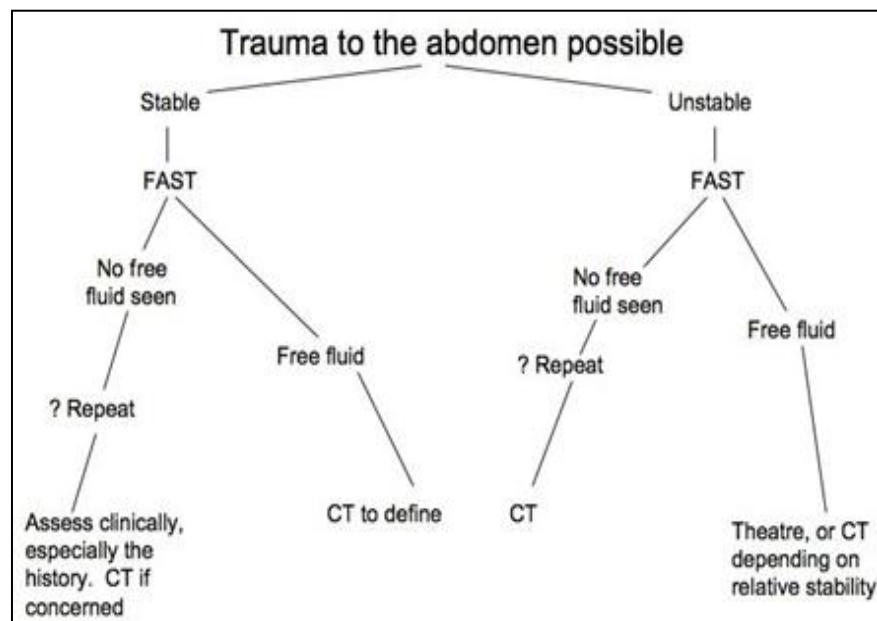 Trauma to the abdomen possible
Stable
Unstable
FAST
FAST
No free
fluid seen
No free
fluid seen
Free fluid
Free fluid
? Repeat
? Repeat
Assess clinically,
especially the
history. CT if
concerned
CT to define
CT
Theatre, or CT
depending on
relative stability